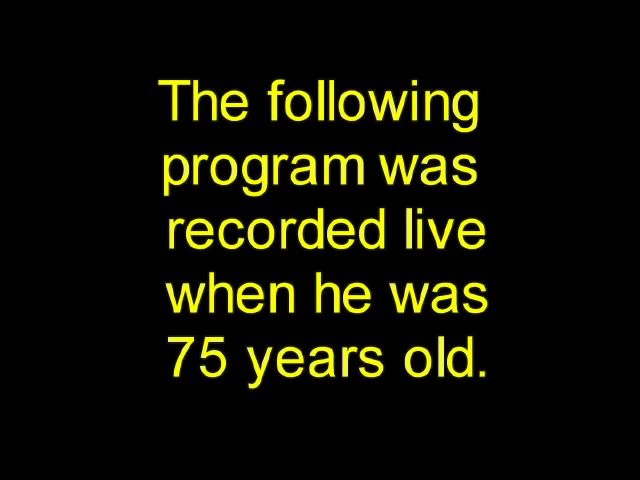 The following
program was
recorded live
when he was
75 years old.